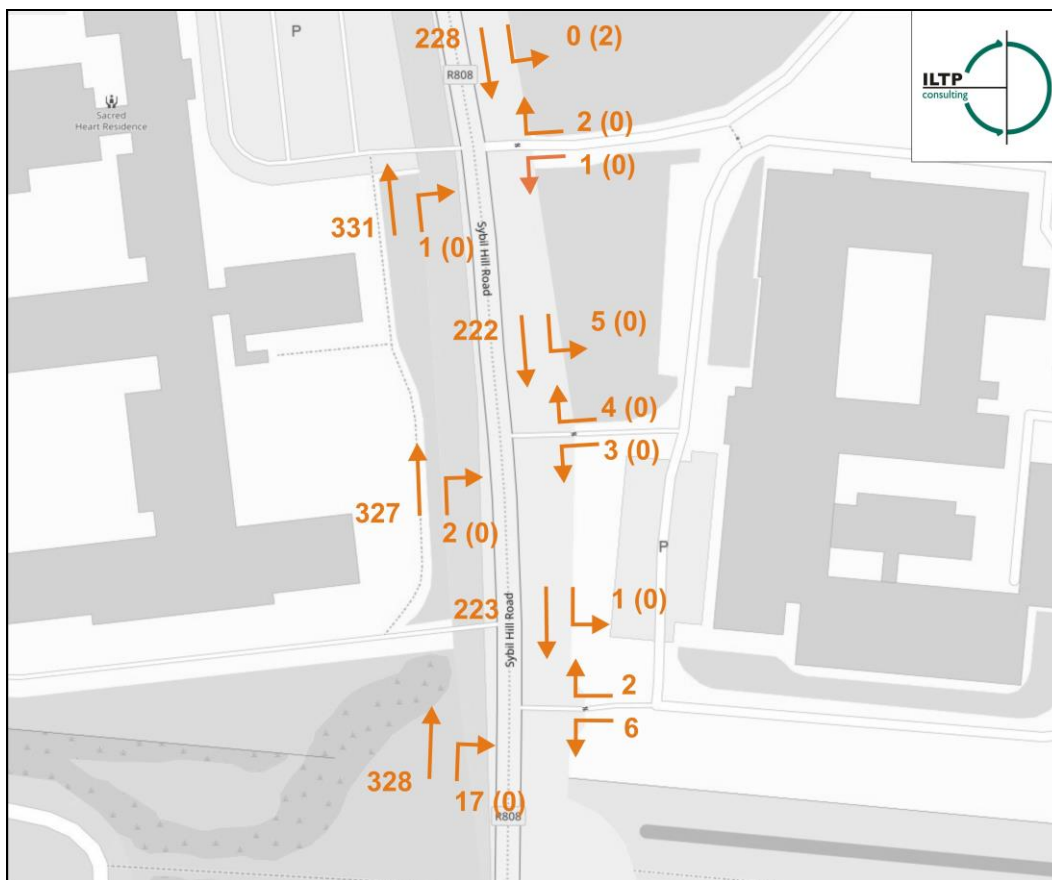 P
228
0 (2)
R808
ILTP
consulting
Sacred
Heart Residence
2 (0)
1 (0)
331
1 (0)
Sybil Hill Road
222
5 (0)
4 (0)
3 (0)
327
2 (0)
P
223
1 (0)
Sybil Hill Road
2
6
328
17 (0)
R808